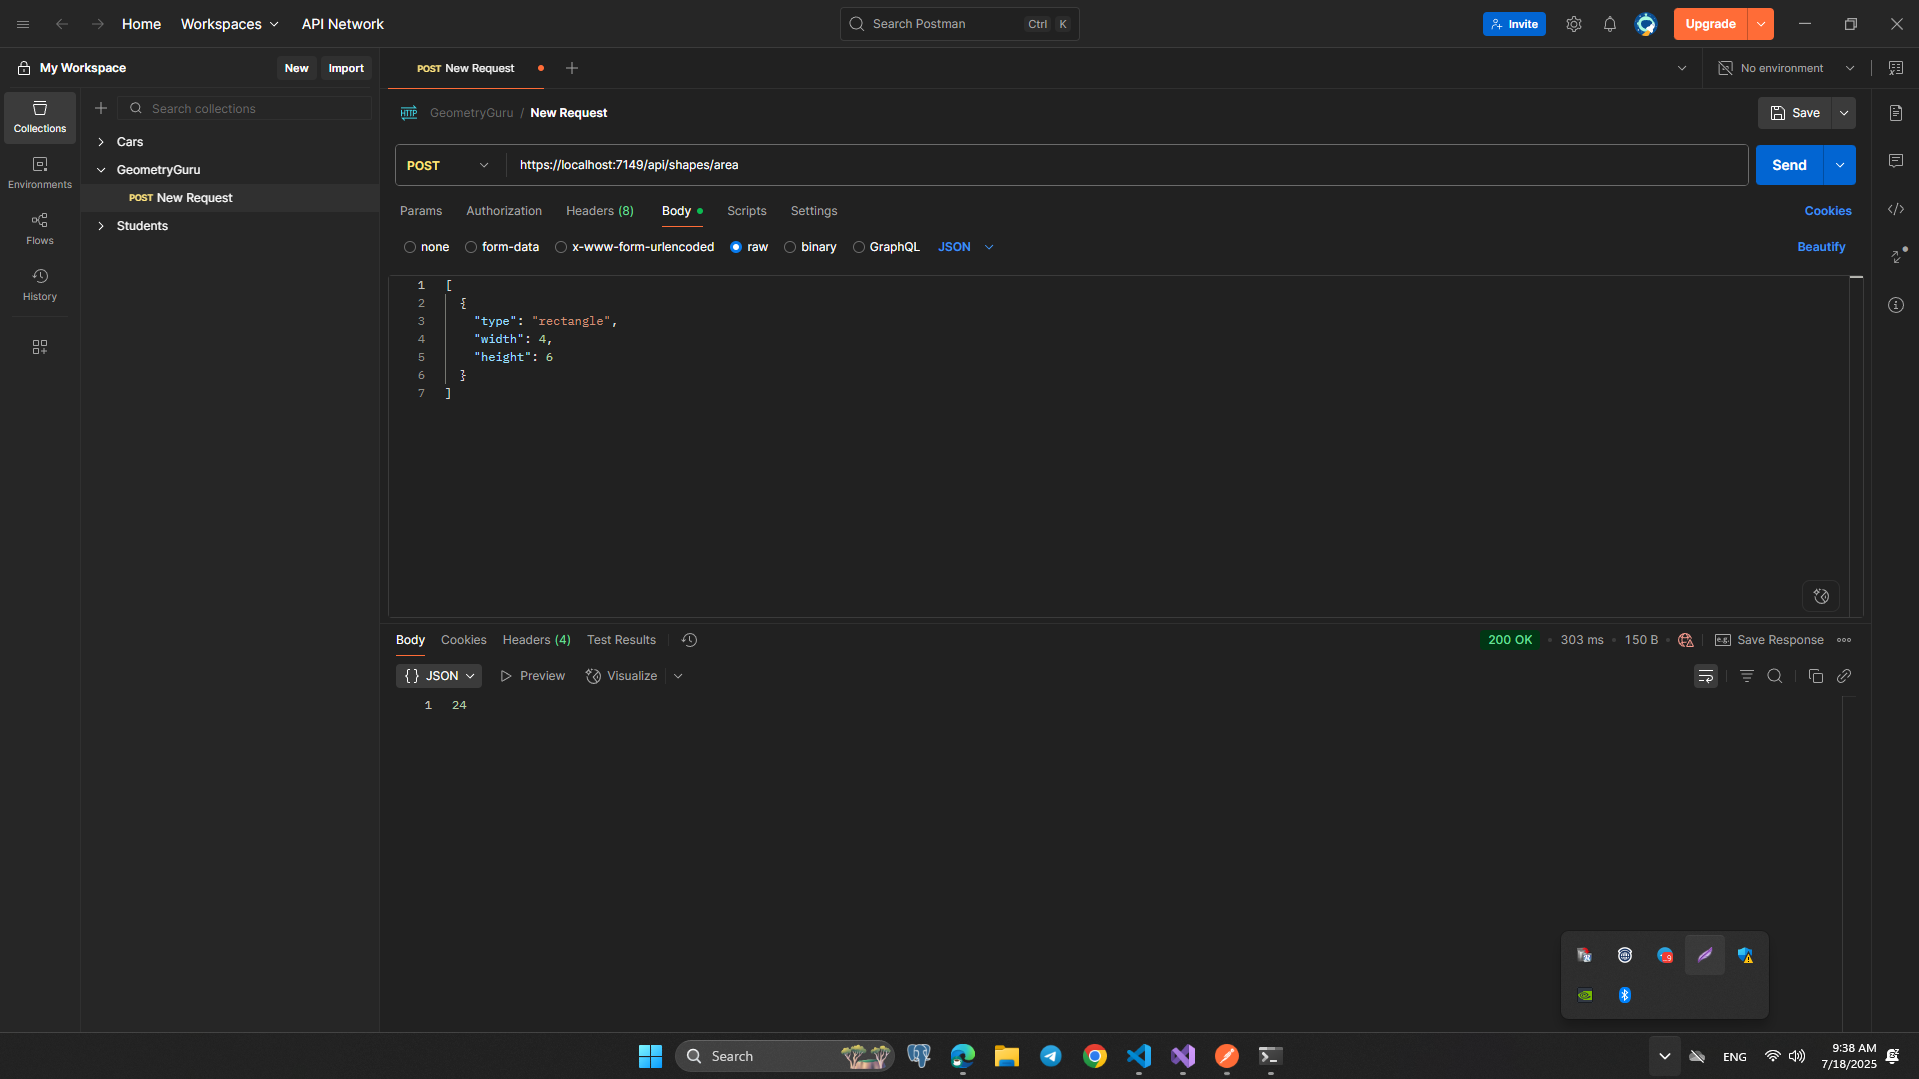 Home
Workspaces
API Network
Search Postman
Ctrl K
Invite
Upgrade
My Workspace
New
Import
POST New Request
No environment
Collections
Environments
Flows
History
Search collections
Cars
GeometryGuru
POST New Request
Students
HTTP
GeometryGuru / New Request
Save
POST
https://localhost:7149/api/shapes/area
Send
Params
Authorization
Headers (8)
Body
Scripts
Settings
Cookies
none
form-data
x-www-form-urlencoded
raw
binary
GraphQL
JSON
Beautify
1 [
2 {
3 "type": "rectangle",
4 "width": 4,
5 "height": 6
6 }
7 ]
Body
Cookies
Headers (4)
Test Results
200 OK
303 ms
150 B
e.g.
Save Response
{} JSON
Preview
Visualize
1 24
Search
ENG
9:38 AM
7/18/2025